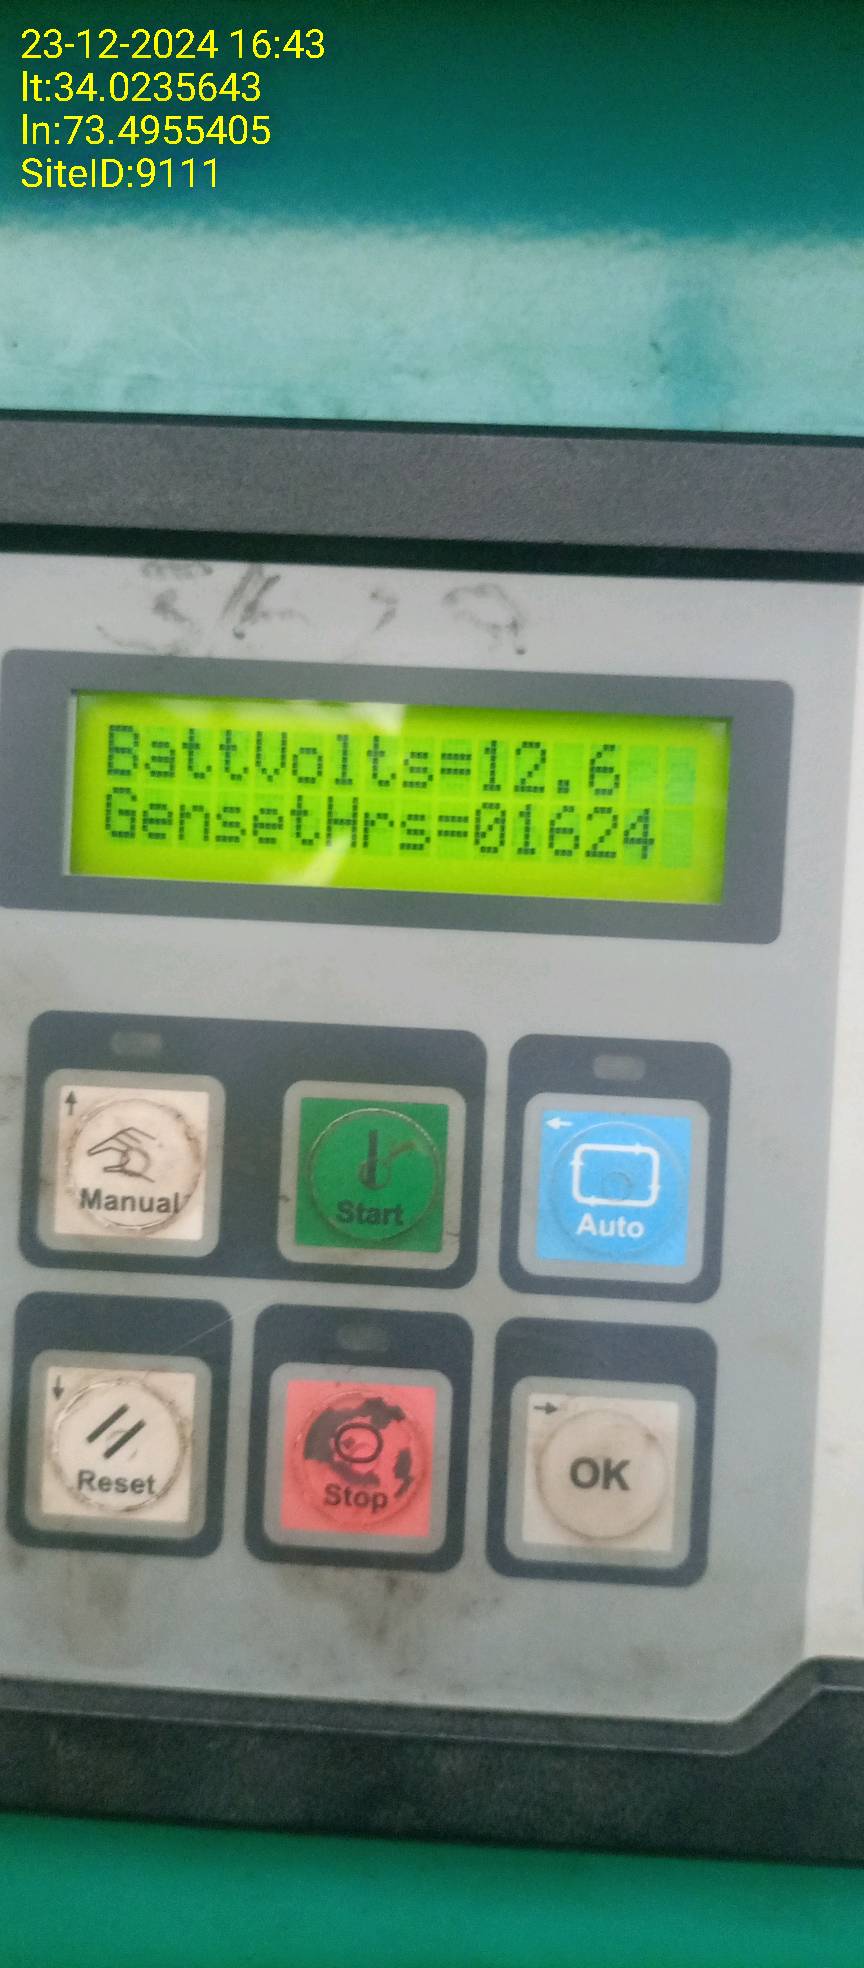 23-12-2024 16:43
lt:34.0235643
ln:73.4955405
SiteID:9111
BattVolts=12.6
GensetHrs=01624
Manual
Start
Auto
Reset
Stop
OK